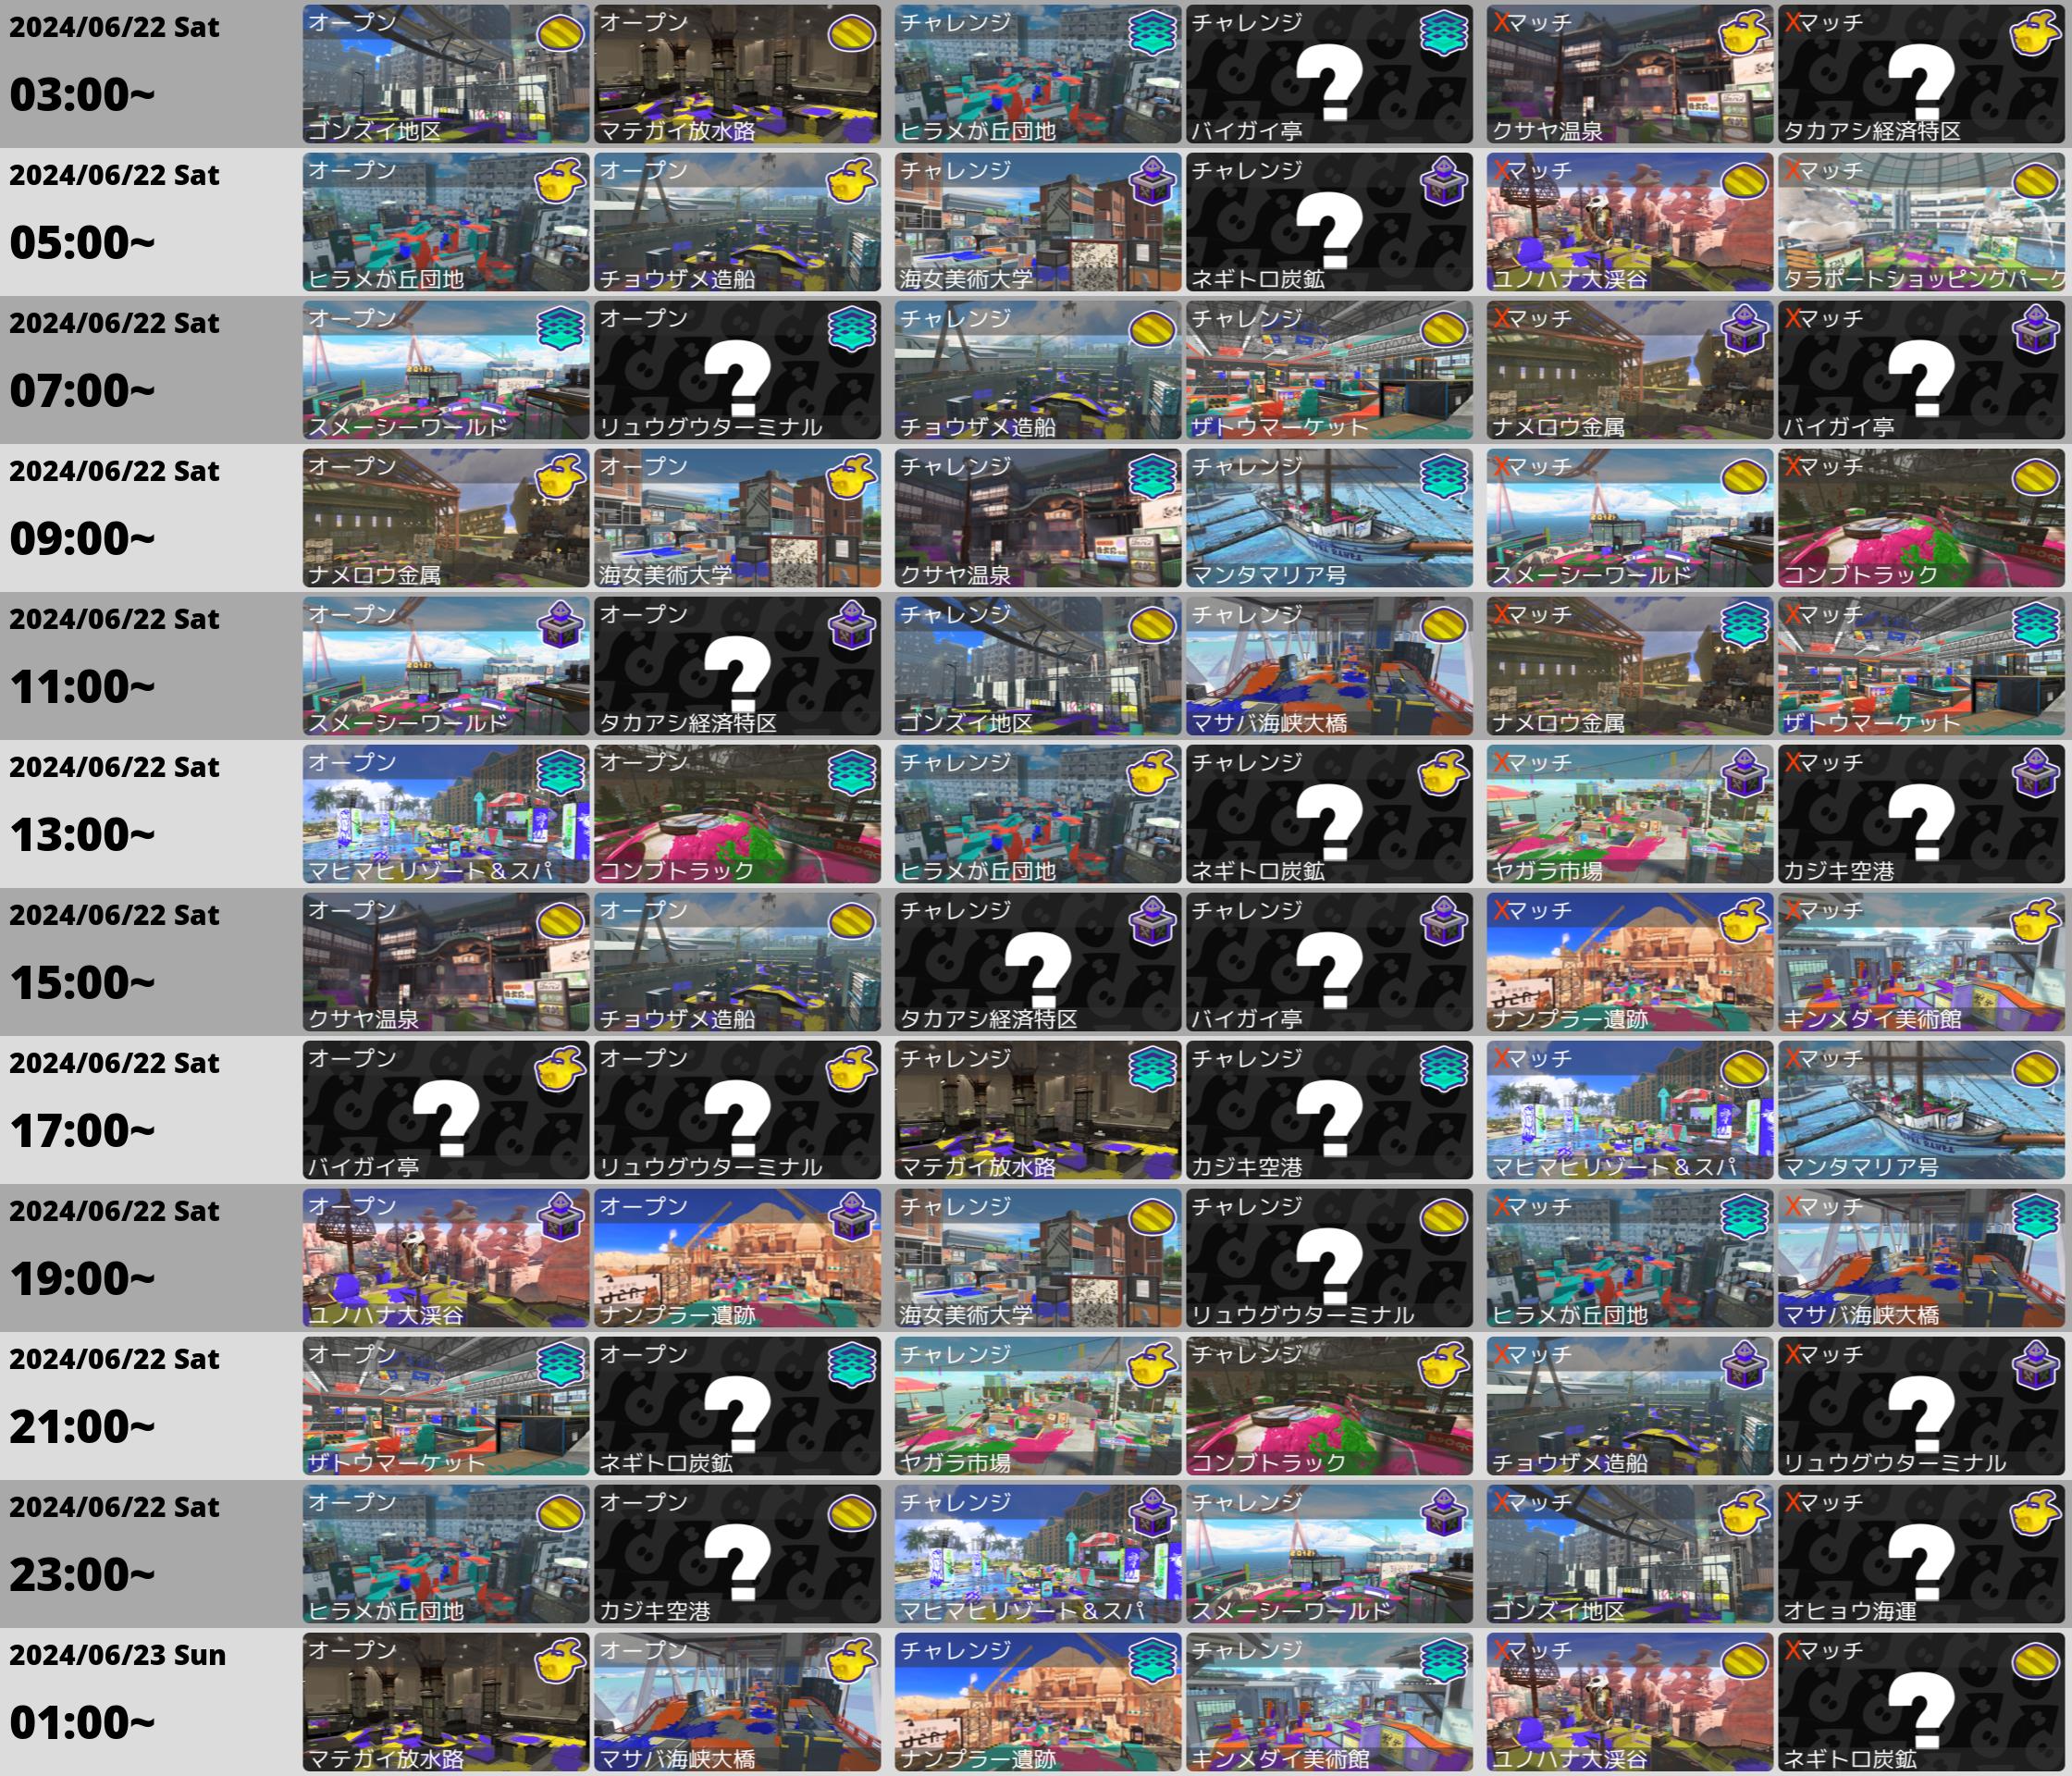 2024/06/22 Sat
03:00~
オープン
ゴンズイ地区
オープン
マテガイ放水路
チャレンジ
ヒラメが丘団地
チャレンジ
バイガイ亭
Xマッチ
クサヤ温泉
Xマッチ
タカアシ経済特区
2024/06/22 Sat
05:00~
オープン
ヒラメが丘団地
オープン
チョウザメ造船
チャレンジ
海女美術大学
チャレンジ
ネギトロ炭鉱
Xマッチ
ユノハナ大渓谷
Xマッチ
タラポートショッピングパーク
2024/06/22 Sat
07:00~
オープン
スメーシーワールド
オープン
リュウグウターミナル
チャレンジ
チョウザメ造船
チャレンジ
ザトウマーケット
Xマッチ
ナメロウ金属
Xマッチ
バイガイ亭
2024/06/22 Sat
09:00~
オープン
ナメロウ金属
オープン
海女美術大学
チャレンジ
クサヤ温泉
チャレンジ
マンタマリア号
Xマッチ
スメーシーワールド
Xマッチ
コンブトラック
2024/06/22 Sat
11:00~
オープン
スメーシーワールド
オープン
タカアシ経済特区
チャレンジ
ゴンズイ地区
チャレンジ
マサバ海峡大橋
Xマッチ
ナメロウ金属
Xマッチ
ザトウマーケット
2024/06/22 Sat
13:00~
オープン
マヒマヒリゾート＆スパ
オープン
コンブトラック
チャレンジ
ヒラメが丘団地
チャレンジ
ネギトロ炭鉱
Xマッチ
ヤガラ市場
Xマッチ
カジキ空港
2024/06/22 Sat
15:00~
オープン
クサヤ温泉
オープン
チョウザメ造船
チャレンジ
タカアシ経済特区
チャレンジ
バイガイ亭
Xマッチ
ナンプラー遺跡
Xマッチ
キンメダイ美術館
2024/06/22 Sat
17:00~
オープン
バイガイ亭
オープン
リュウグウターミナル
チャレンジ
マテガイ放水路
チャレンジ
カジキ空港
Xマッチ
マヒマヒリゾート＆スパ
Xマッチ
マンタマリア号
2024/06/22 Sat
19:00~
オープン
ユノハナ大渓谷
オープン
ナンプラー遺跡
チャレンジ
海女美術大学
チャレンジ
リュウグウターミナル
Xマッチ
ヒラメが丘団地
Xマッチ
マサバ海峡大橋
2024/06/22 Sat
21:00~
オープン
ザトウマーケット
オープン
ネギトロ炭鉱
チャレンジ
ヤガラ市場
チャレンジ
コンブトラック
Xマッチ
チョウザメ造船
Xマッチ
リュウグウターミナル
2024/06/22 Sat
23:00~
オープン
ヒラメが丘団地
オープン
カジキ空港
チャレンジ
マヒマヒリゾート＆スパ
チャレンジ
スメーシーワールド
Xマッチ
ゴンズイ地区
Xマッチ
オヒョウ海運
2024/06/23 Sun
01:00~
オープン
マテガイ放水路
オープン
マサバ海峡大橋
チャレンジ
ナンプラー遺跡
チャレンジ
キンメダイ美術館
Xマッチ
ユノハナ大渓谷
Xマッチ
ネギトロ炭鉱